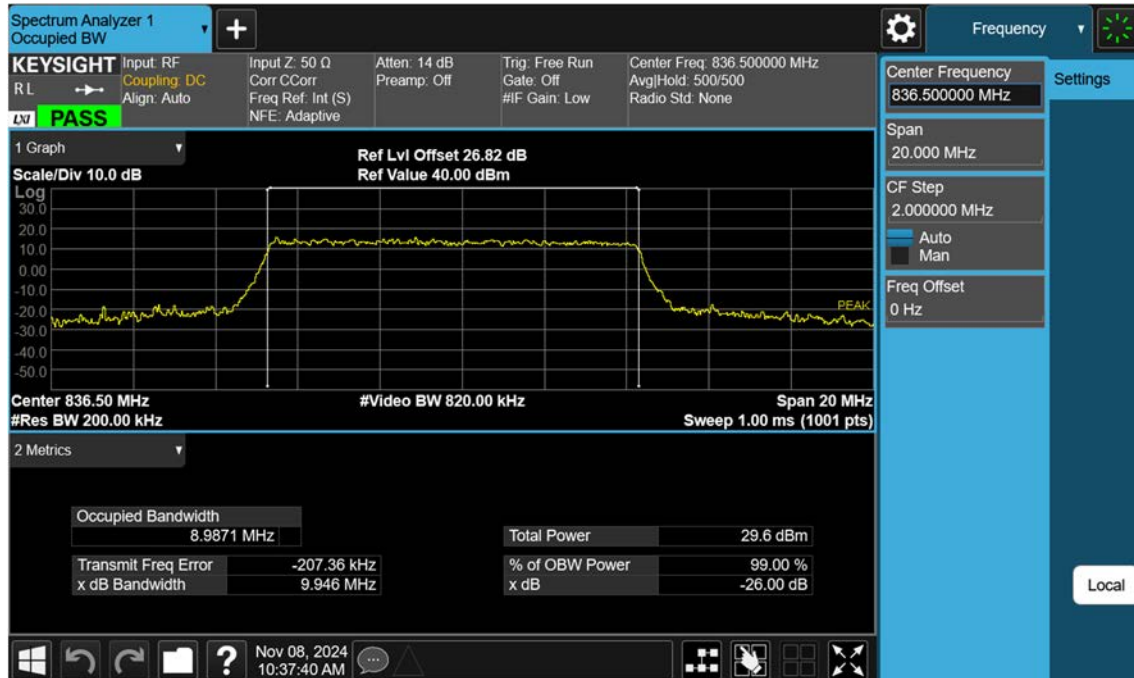 Spectrum Analyzer 1
Occupied BW
Frequency
KEYSIGHT
RL
LXI
PASS
Input: RF
Coupling: DC
Align: Auto
Input Z: 50 Ω
Corr CCorr
Freq Ref: Int (S)
NFE: Adaptive
Atten: 14 dB
Preamp: Off
Trig: Free Run
Gate: Off
#IF Gain: Low
Center Freq: 836.500000 MHz
Avg|Hold: 500/500
Radio Std: None
Center Frequency
836.500000 MHz
Settings
Span
20.000 MHz
CF Step
2.000000 MHz
Auto
Man
Freq Offset
0 Hz
Local
1 Graph
Scale/Div 10.0 dB
Ref Lvl Offset 26.82 dB
Ref Value 40.00 dBm
Log
30.0
20.0
10.0
0.00
-10.0
-20.0
-30.0
-40.0
-50.0
PEAK
Center 836.50 MHz
#Video BW 820.00 kHz
Span 20 MHz
#Res BW 200.00 kHz
Sweep 1.00 ms (1001 pts)
2 Metrics
Occupied Bandwidth
8.9871 MHz
Total Power 29.6 dBm
Transmit Freq Error -207.36 kHz
% of OBW Power 99.00 %
x dB Bandwidth 9.946 MHz
x dB -26.00 dB
?
Nov 08, 2024
10:37:40 AM